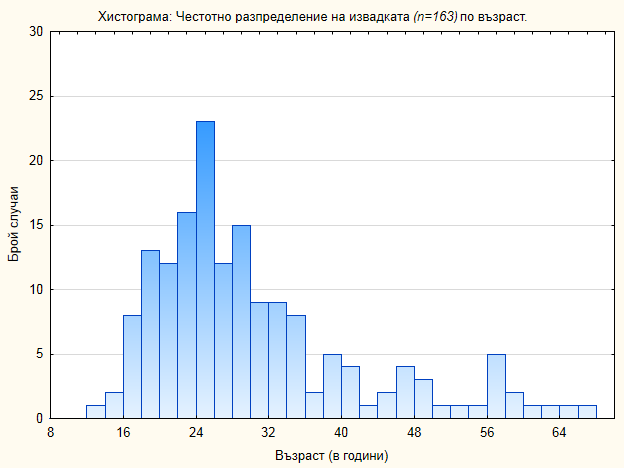 Хистограма: Честотно разпределение на извадката (n=163) по възраст.
30
25
20
15
10
5
0
Брой случаи
8 16 24 32 40 48 56 64
Възраст (в години)